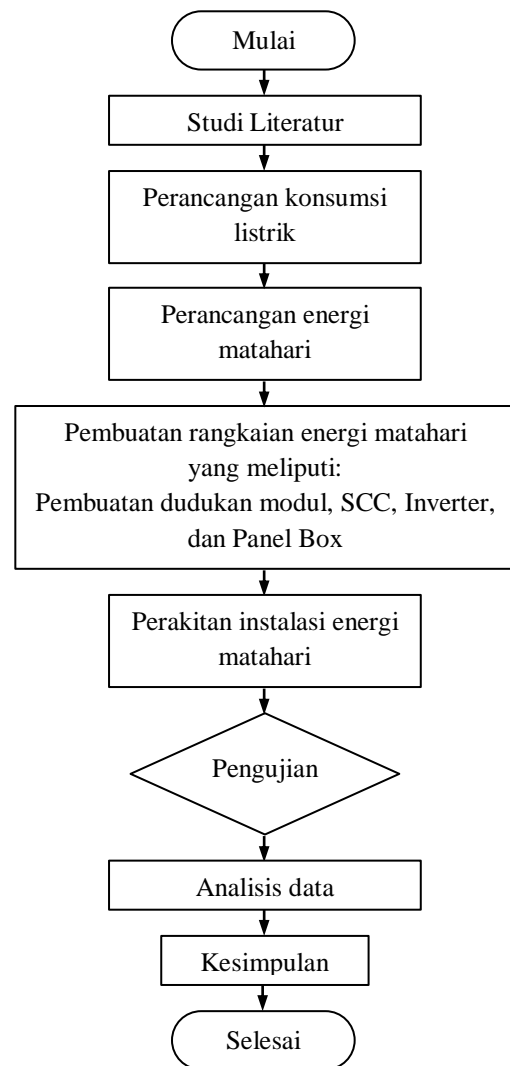 Mulai
Studi Literatur
Perancangan konsumsi
listrik
Perancangan energi
matahari
Pembuatan rangkaian energi matahari
yang meliputi:
Pembuatan dudukan modul, SCC, Inverter,
dan Panel Box
Perakitan instalasi energi
matahari
Pengujian
Analisis data
Kesimpulan
Selesai